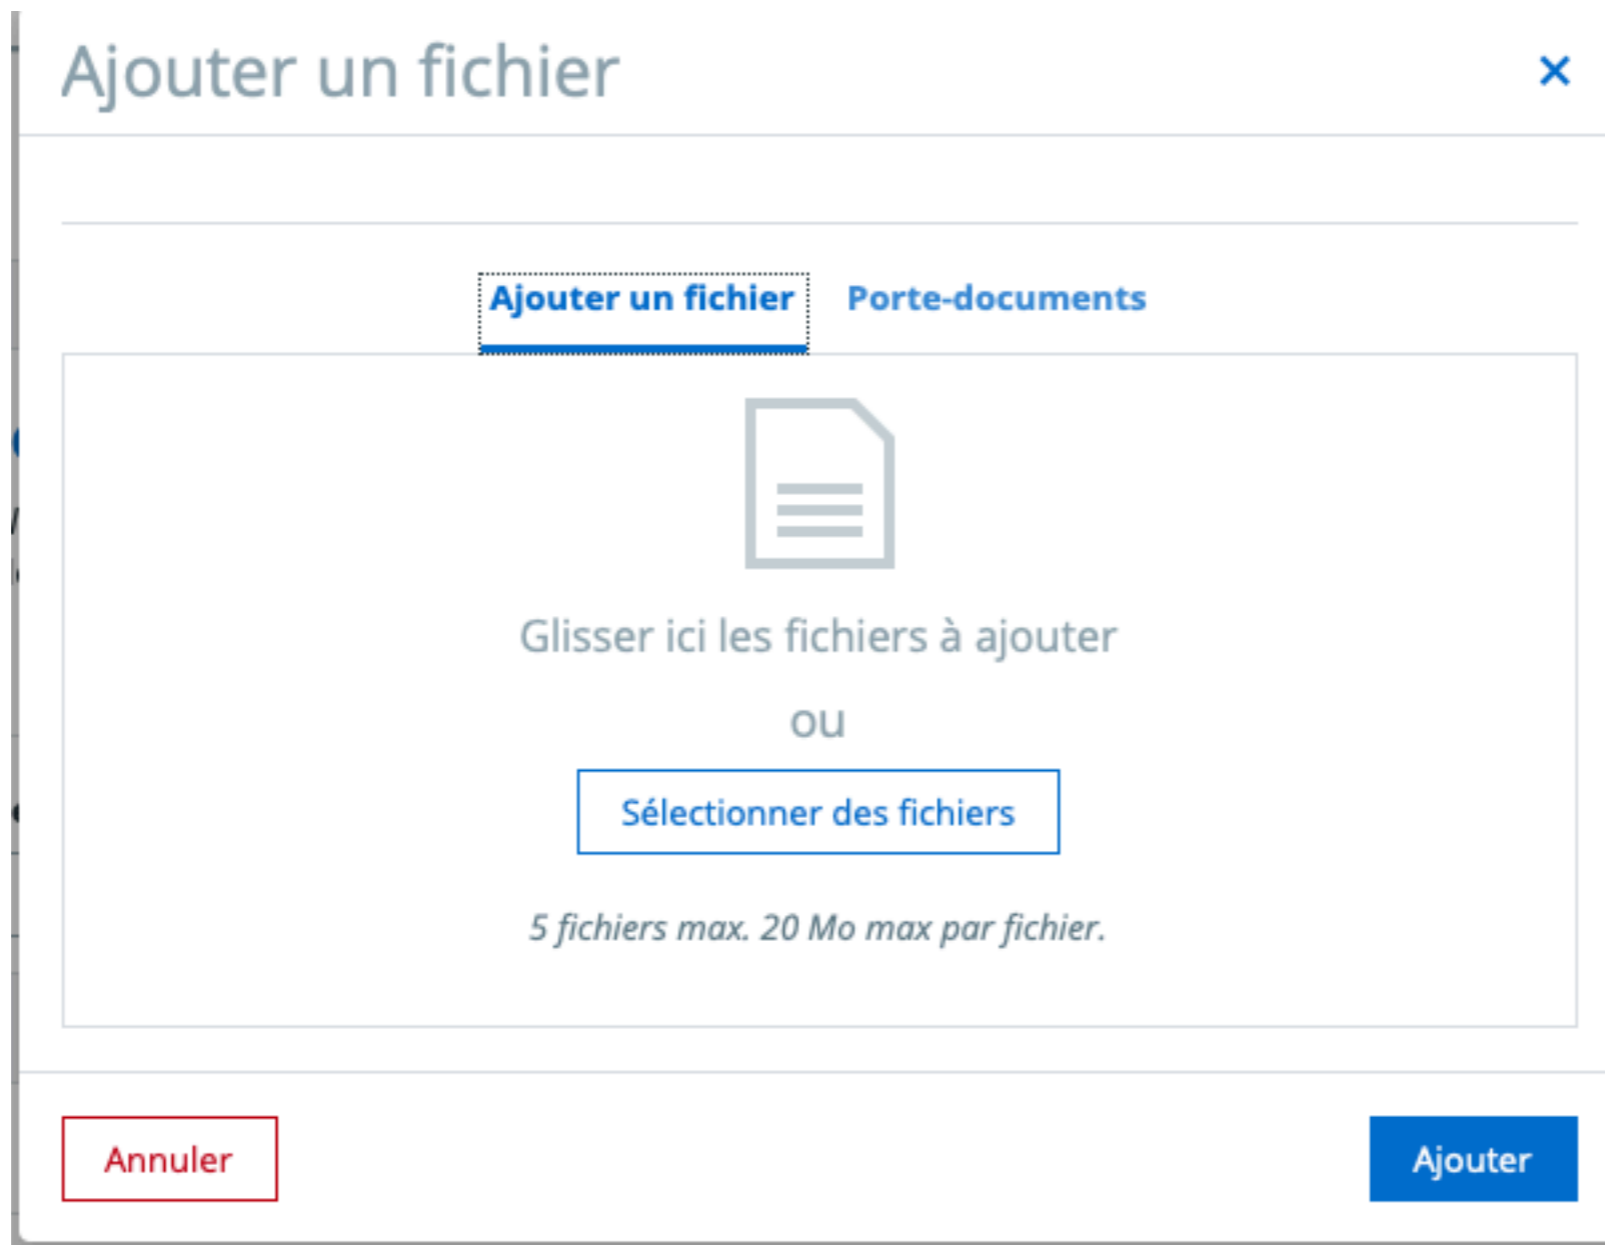 Ajouter un fichier
Ajouter un fichier Porte-documents
Glisser ici les fichiers à ajouter
ou
Sélectionner des fichiers
5 fichiers max. 20 Mo max par fichier.
Annuler Ajouter